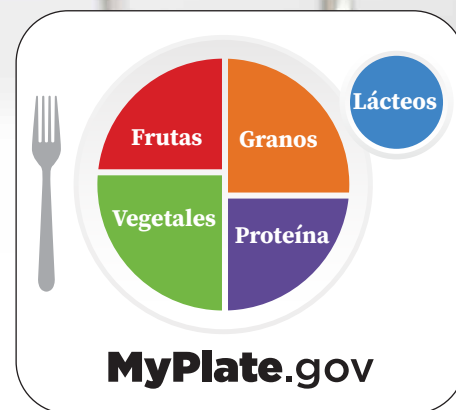 Lácteos
Frutas
Granos
Vegetales
Proteína
MyPlate.gov